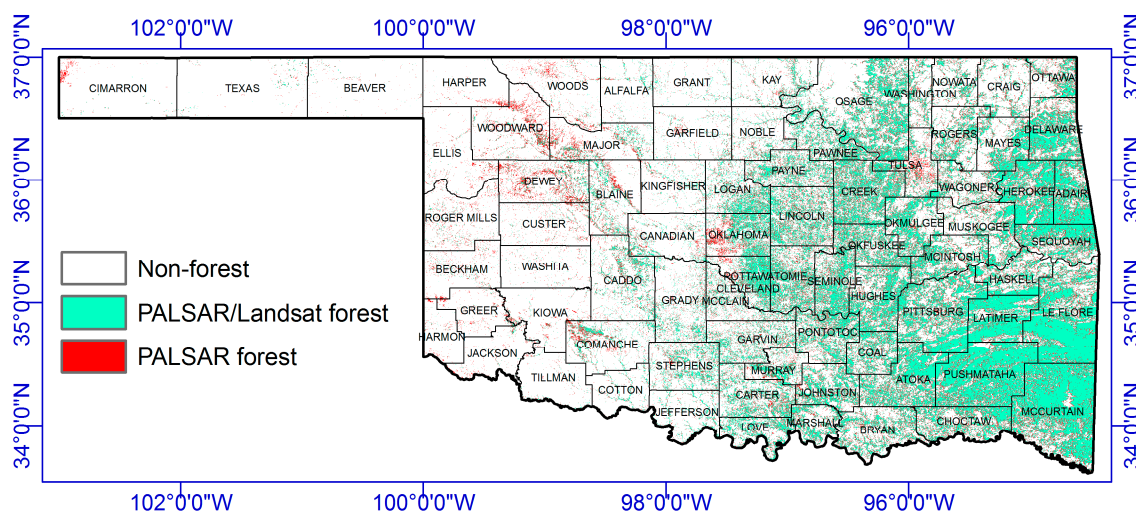 102°0'0"W 100°0'0"W 98°0'0"W 96°0'0"W
37°0'0"N
37°0'0"N
CIMARRON TEXAS BEAVER HARPER WOODS ALFALFA GRANT KAY OSAGE WASHINGTON NOWATA CRAIG OTTAWA
ELLIS WOODWARD MAJOR GARFIELD NOBLE PAWNEE ROGERS MAYES DELAWARE
36°0'0"N
36°0'0"N
DEWEY BLAINE KINGFISHER LOGAN PAYNE CREEK TULSA WAGONER CHEROKEE ADAIR
ROGER MILLS CUSTER CANADIAN OKLAHOMA LINCOLN OKMULGEE MUSKOGEE SEQUOYAH
BECKHAM WASHITA CADDO GRADY MCCLAIN CLEVELAND POTTAWATOMIE SEMINOLE OKFUSKEE HUGHES MCINTOSH HASKELL
35°0'0"N
35°0'0"N
GREER KIOWA PITTSBURG LATIMER LE FLORE
HARMON JACKSON COMANCHE GARVIN PONTOTOC COAL
TILLMAN COTTON STEPHENS MURRAY CARTER JOHNSTON ATOKA PUSHMATAHA
34°0'0"N
34°0'0"N
JEFFERSON LOVE MARSHALL BRYAN CHOCTAW MCCURTAIN
Non-forest
PALSAR/Landsat forest
PALSAR forest
102°0'0"W 100°0'0"W 98°0'0"W 96°0'0"W